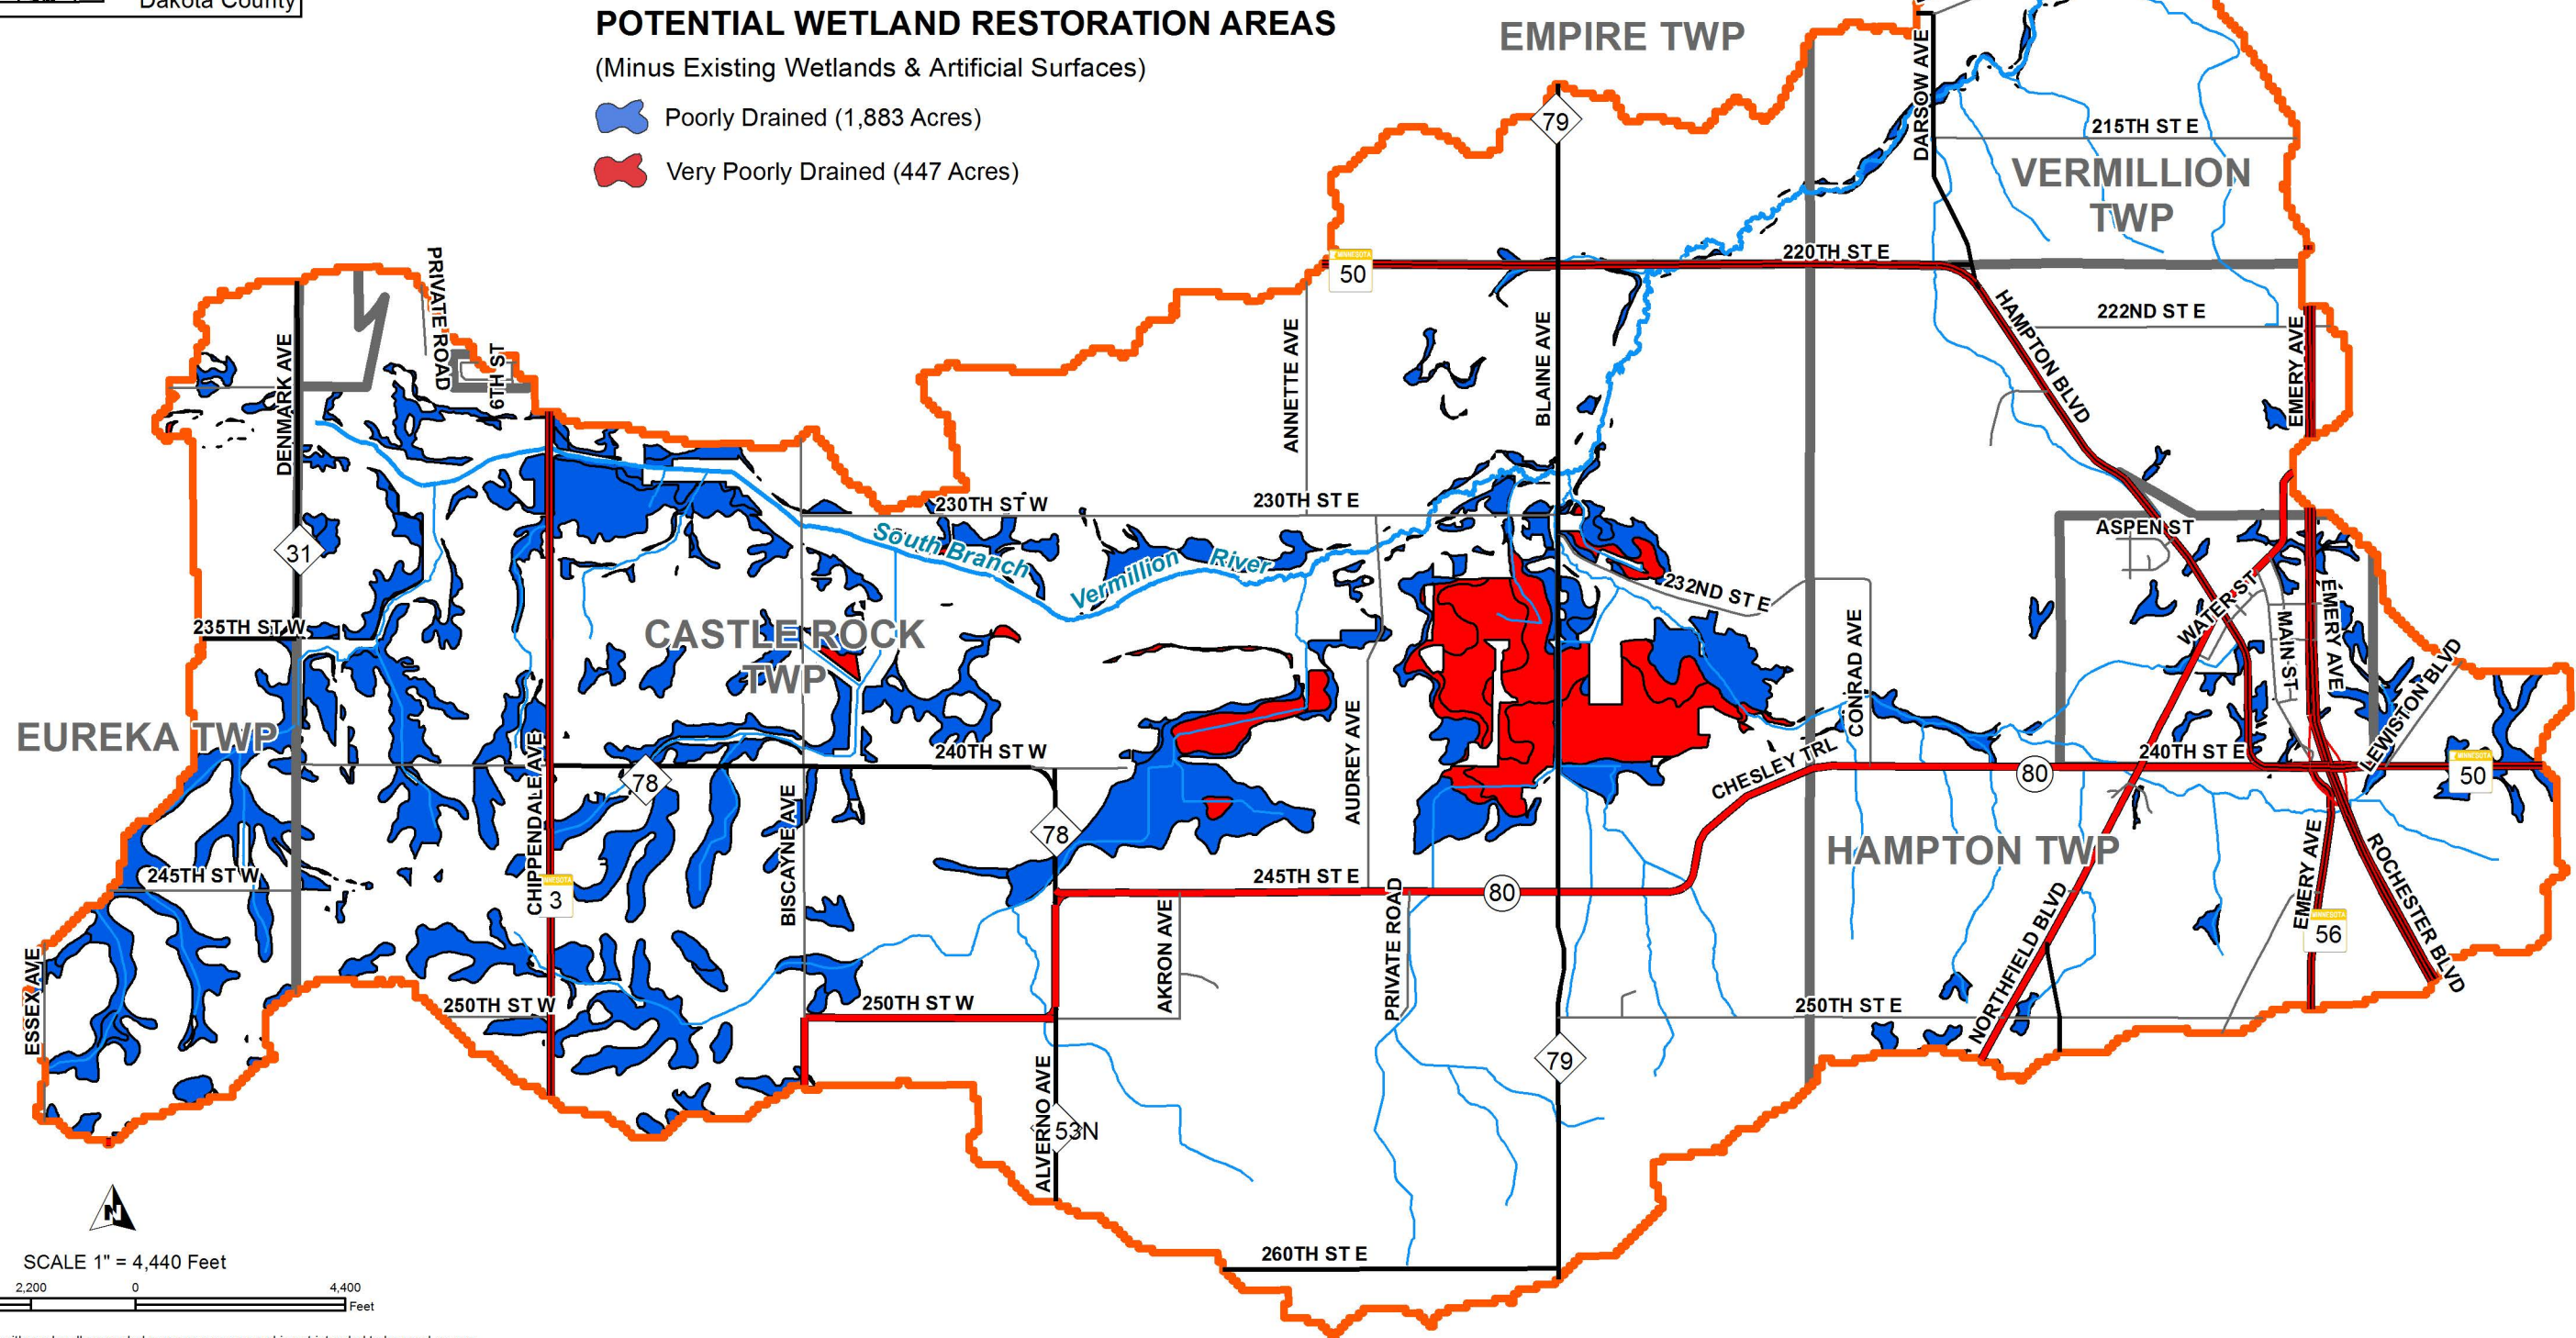 Dakota County
POTENTIAL WETLAND RESTORATION AREAS
(Minus Existing Wetlands & Artificial Surfaces)
Poorly Drained (1,883 Acres)
Very Poorly Drained (447 Acres)
EMPIRE TWP
DARSOW AVE
79
215TH ST E
VERMILLION
TWP
220TH ST E
MINNESOTA
50
222ND ST E
HAMPTON BLVD
EMERY AVE
PRIVATE ROAD
6TH ST
DENMARK AVE
ANNETTE AVE
BLAINE AVE
230TH ST W
230TH ST E
South Branch
Vermillion
River
ASPEN ST
31
232ND ST E
235TH ST W
CASTLE ROCK
TWP
CONRAD AVE
WATER ST
MAIN ST
EMERY AVE
LEWISTON BLVD
EUREKA TWP
CHIPPENDALE AVE
240TH ST W
AUDREY AVE
CHESLEY TRL
240TH ST E
MINNESOTA
50
78
80
BISCAYNE AVE
78
HAMPTON TWP
245TH ST W
MINNESOTA
3
245TH ST E
80
ROCHESTER BLVD
EMERY AVE
MINNESOTA
56
ESSEX AVE
AKRON AVE
PRIVATE ROAD
NORTHFIELD BLVD
250TH ST W
250TH ST W
250TH ST E
79
ALVERNO AVE
53N
N
260TH ST E
SCALE 1" = 4,440 Feet
2,200 0 4,400
Feet